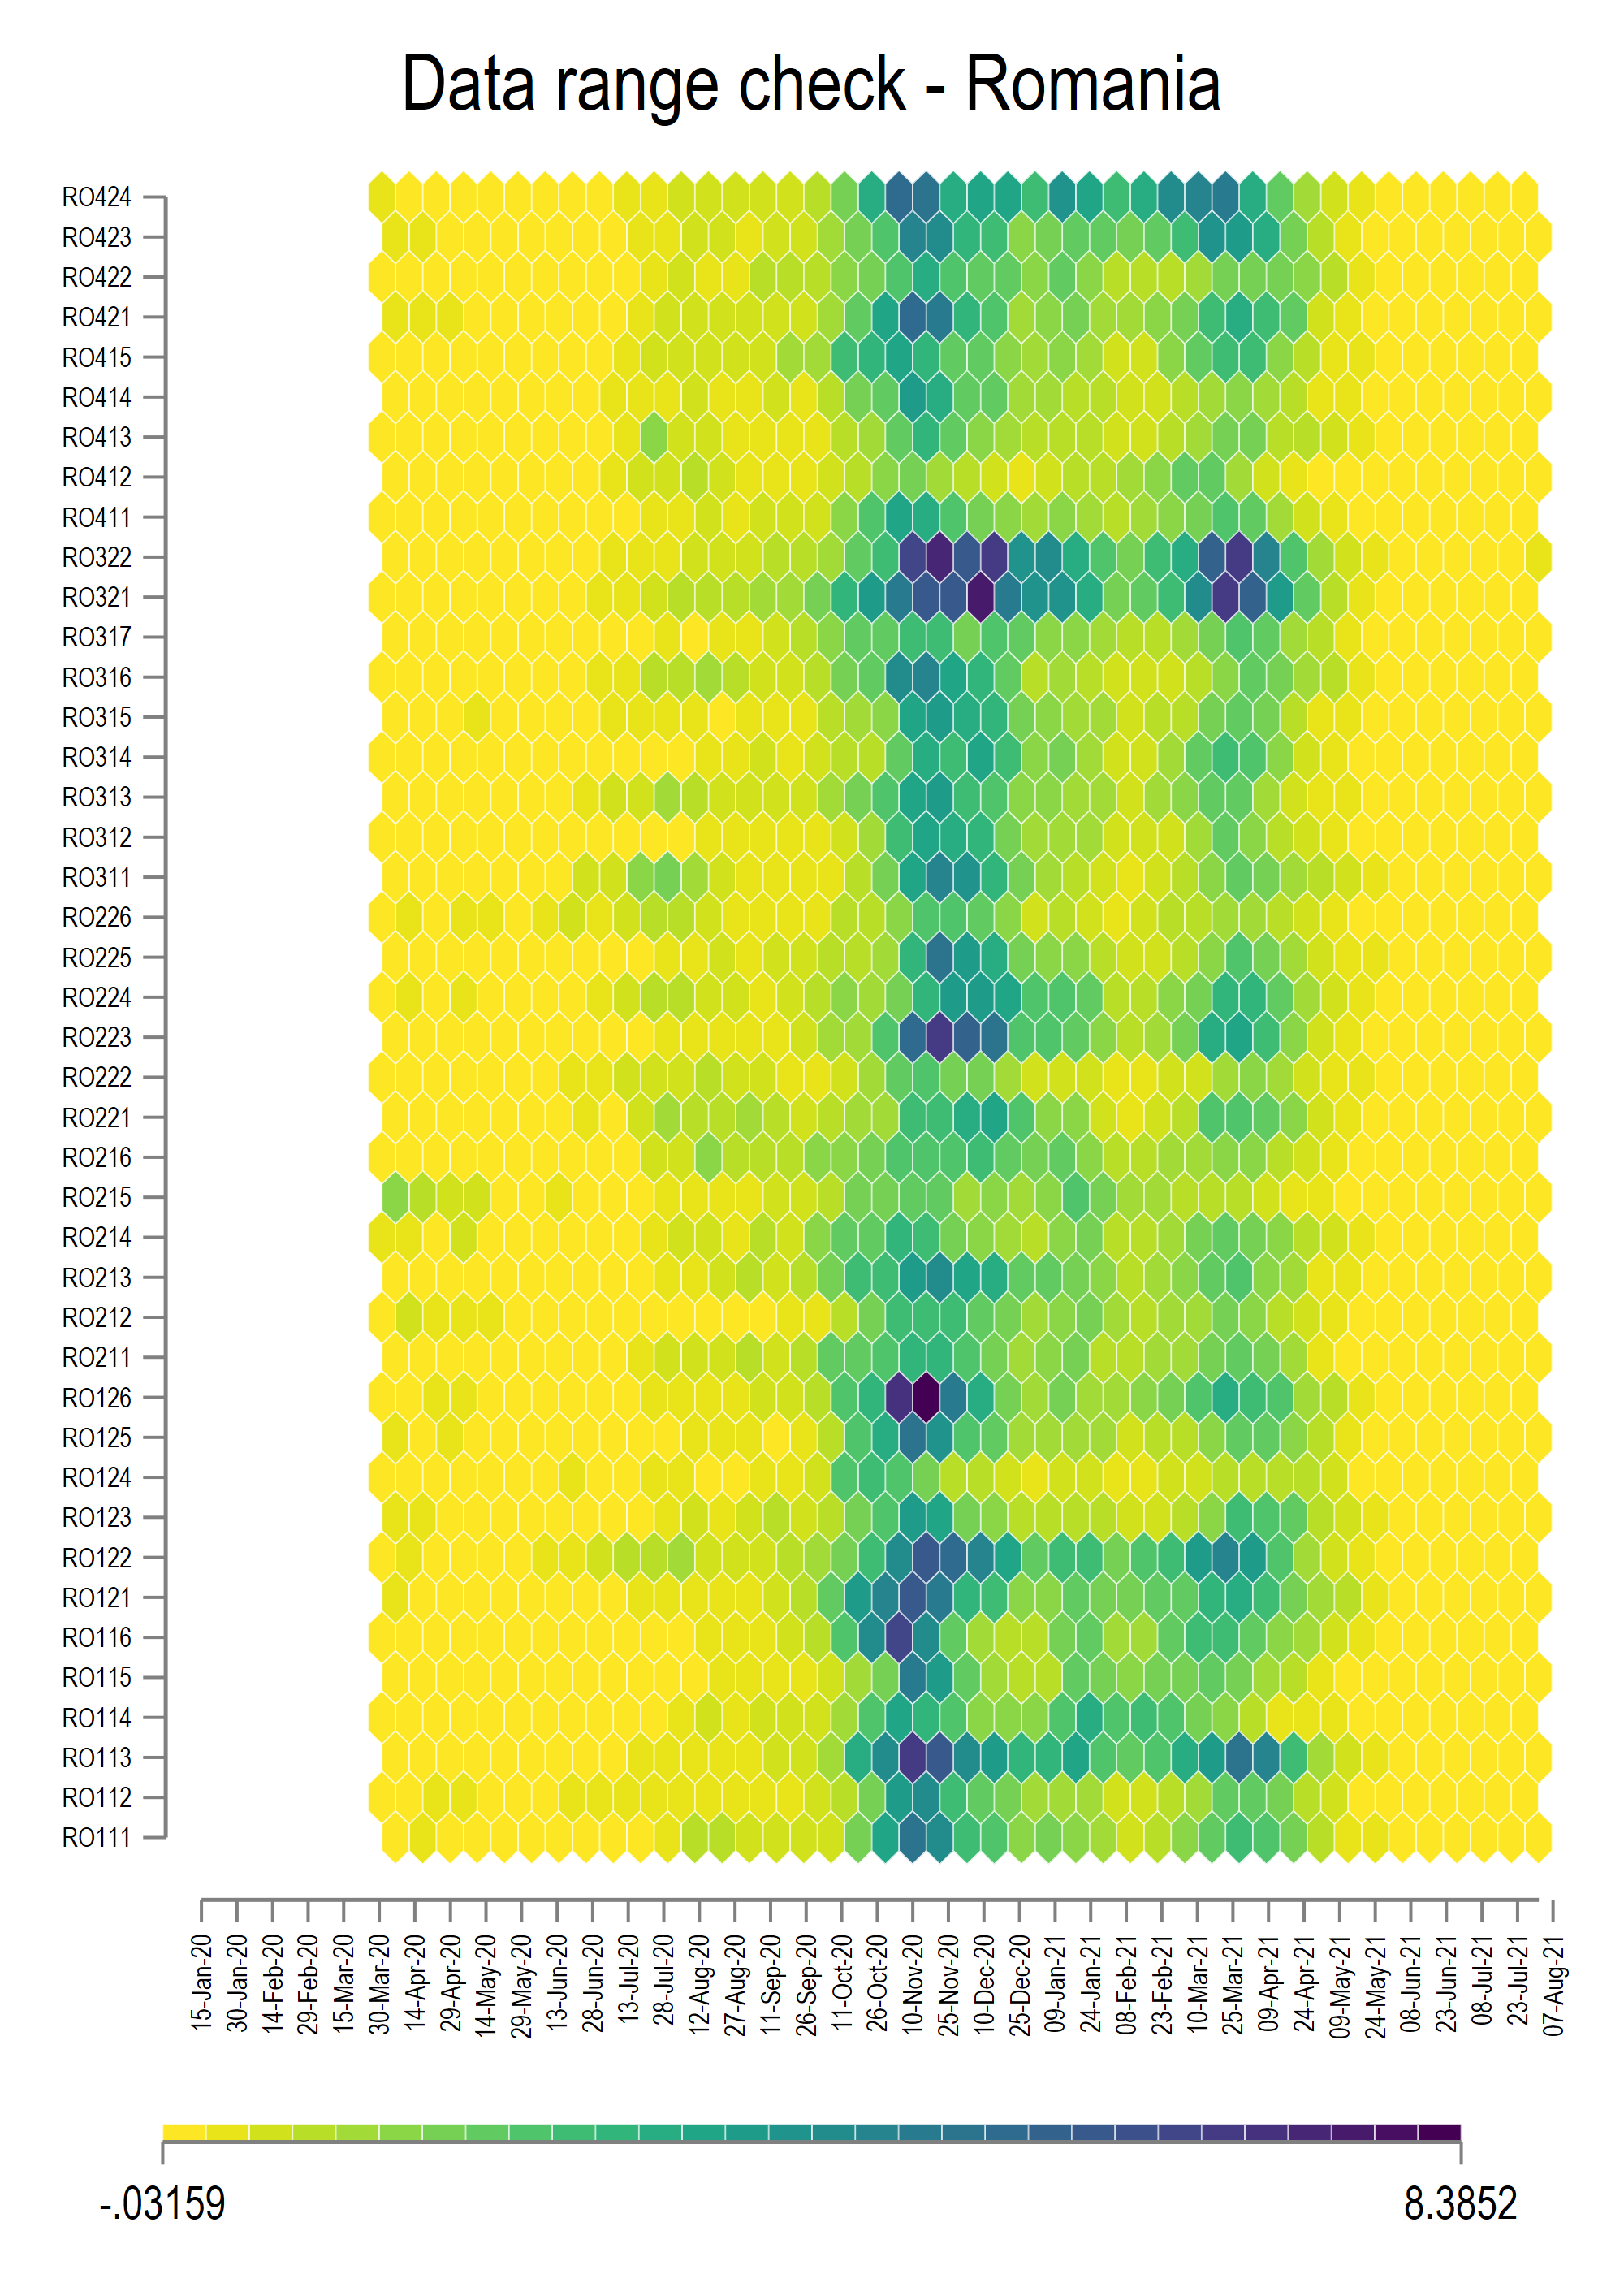 Data range check - Romania
RO424
RO423
RO422
RO421
RO415
RO414
RO413
RO412
RO411
RO322
RO321
RO317
RO316
RO315
RO314
RO313
RO312
RO311
RO226
RO225
RO224
RO223
RO222
RO221
RO216
RO215
RO214
RO213
RO212
RO211
RO126
RO125
RO124
RO123
RO122
RO121
RO116
RO115
RO114
RO113
RO112
RO111
15-Jan-20
30-Jan-20
14-Feb-20
29-Feb-20
15-Mar-20
30-Mar-20
14-Apr-20
29-Apr-20
14-May-20
29-May-20
13-Jun-20
28-Jun-20
13-Jul-20
28-Jul-20
12-Aug-20
27-Aug-20
11-Sep-20
26-Sep-20
11-Oct-20
26-Oct-20
10-Nov-20
25-Nov-20
10-Dec-20
25-Dec-20
09-Jan-21
24-Jan-21
08-Feb-21
23-Feb-21
10-Mar-21
25-Mar-21
09-Apr-21
24-Apr-21
09-May-21
24-May-21
08-Jun-21
23-Jun-21
08-Jul-21
23-Jul-21
07-Aug-21
-.03159
8.3852